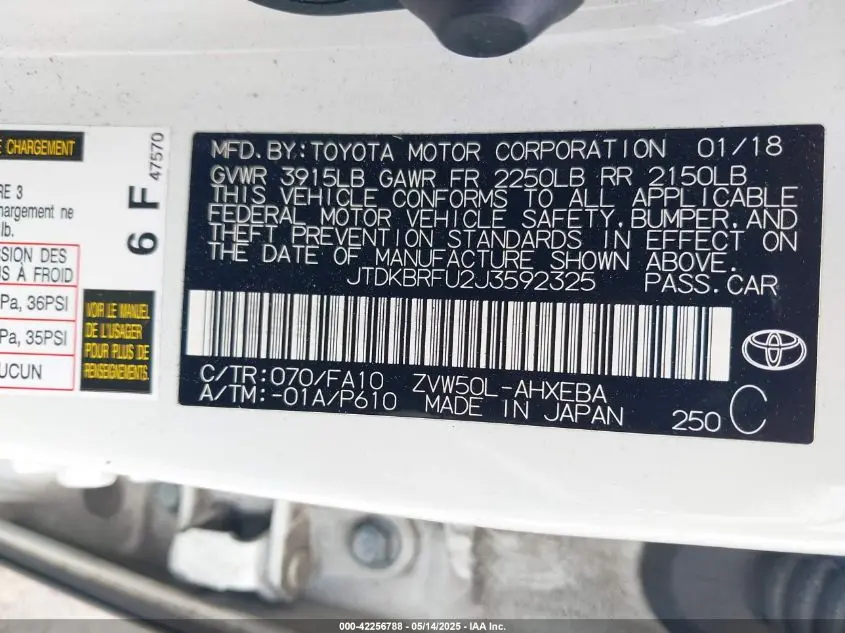 E CHARGEMENT
RE 3
hargement ne
lb.
SSION DES
US À FROID
Pa, 36PSI
Pa, 35PSI
UCUN
6 F 47570
VOIR LE MANUEL
DE L'USAGER
POUR PLUS DE
RENSEIGNEMENTS
MFD.BY:TOYOTA MOTOR CORPORATION 01/18
GVWR 3915LB GAWR FR 2250LB RR 2150LB
THIS VEHICLE CONFORMS TO ALL APPLICABLE
FEDERAL MOTOR VEHICLE SAFETY,BUMPER,AND
THEFT PREVENTION STANDARDS IN EFFECT ON
THE DATE OF MANUFACTURE SHOWN ABOVE.
JTDKBRFU2J3592325 PASS.CAR
C/TR:070/FA10 ZVW50L-AHXEBA
A/TM:-01A/P610 MADE IN JAPAN 250 C
000-42256788 - 05/14/2025 - IAA Inc.